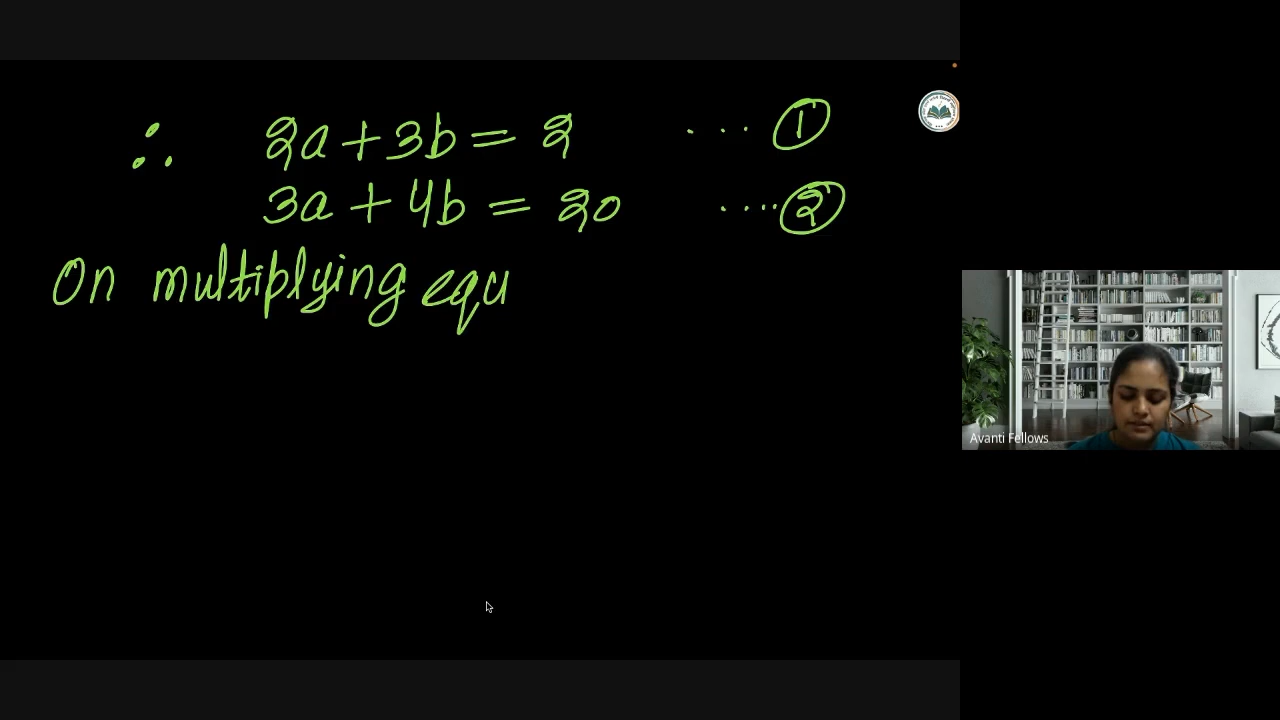 ∴ 2a + 3b = 2 ... ①
3a + 4b = 20 .... ②
On multiplying equ
Avanti Fellows